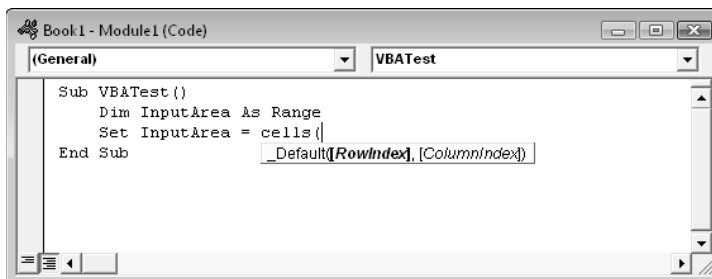 Book1 - Module1 (Code)
(General) VBATest
Sub VBATest()
Dim InputArea As Range
Set InputArea = cells(
End Sub
_Default([RowIndex], [ColumnIndex])